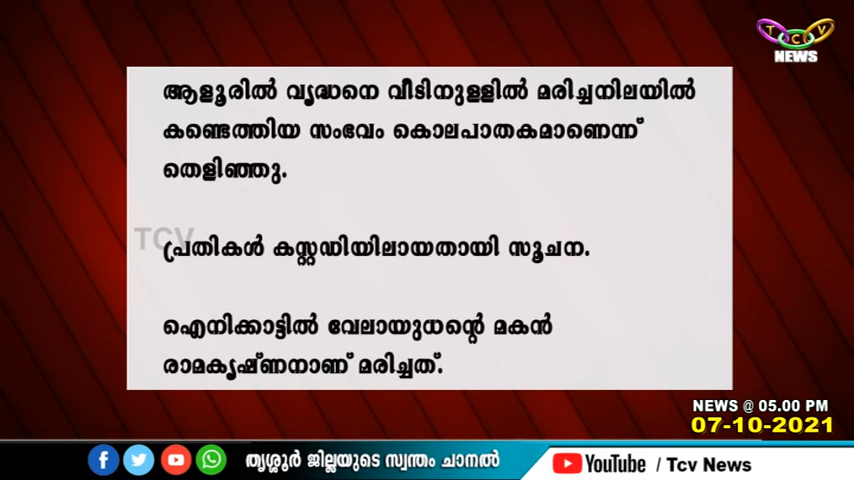 TCV
NEWS
ആളൂരിൽ വൃദ്ധനെ വീടിനുള്ളിൽ മരിച്ചനിലയിൽ
കണ്ടെത്തിയ സംഭവം കൊലപാതകമാണെന്ന്
തെളിഞ്ഞു.
TCV
പ്രതികൾ കസ്റ്റഡിയിലായതായി സൂചന.
ഐനിക്കാട്ടിൽ വേലായുധന്റെ മകൻ
രാമകൃഷ്ണനാണ് മരിച്ചത്.
NEWS @ 05.00 PM
07-10-2021
തൃശ്ശൂർ ജില്ലയുടെ സ്വന്തം ചാനൽ
YouTube / Tcv News